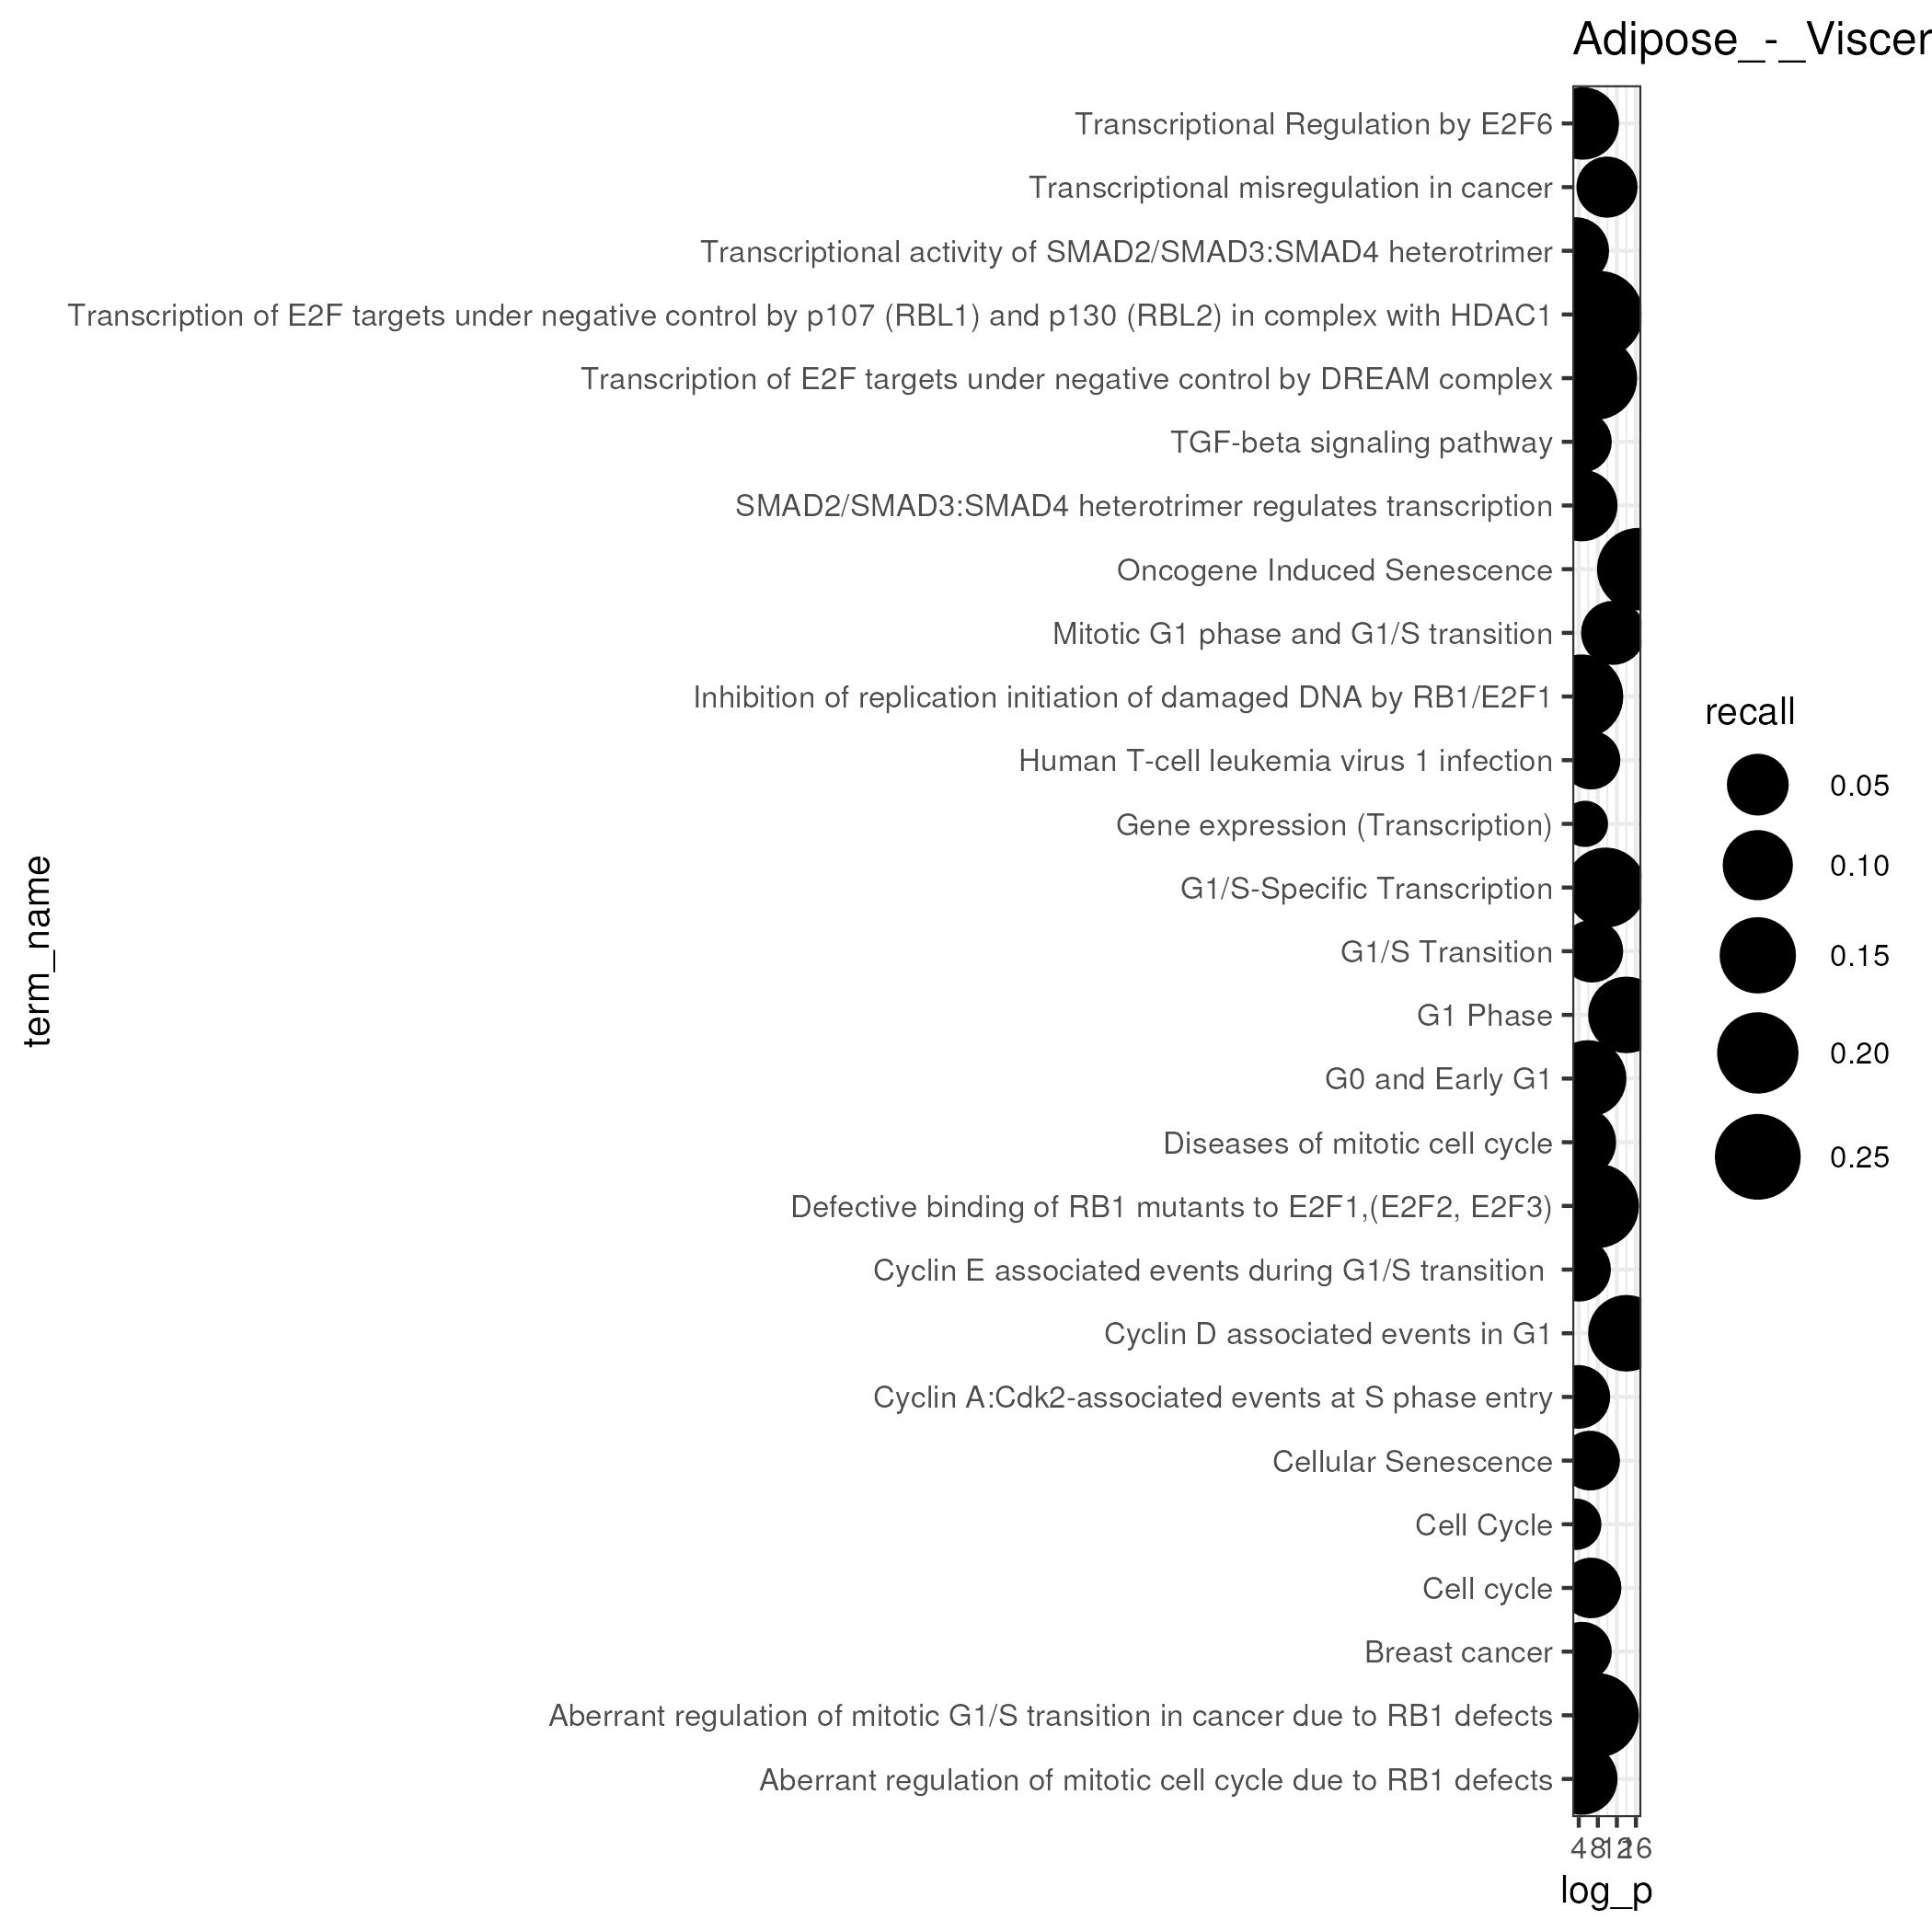 Adipose_-_Viscer
Transcriptional Regulation by E2F6
Transcriptional misregulation in cancer
Transcriptional activity of SMAD2/SMAD3:SMAD4 heterotrimer
Transcription of E2F targets under negative control by p107 (RBL1) and p130 (RBL2) in complex with HDAC1
Transcription of E2F targets under negative control by DREAM complex
TGF-beta signaling pathway
SMAD2/SMAD3:SMAD4 heterotrimer regulates transcription
Oncogene Induced Senescence
Mitotic G1 phase and G1/S transition
Inhibition of replication initiation of damaged DNA by RB1/E2F1
Human T-cell leukemia virus 1 infection
Gene expression (Transcription)
G1/S-Specific Transcription
G1/S Transition
G1 Phase
G0 and Early G1
Diseases of mitotic cell cycle
Defective binding of RB1 mutants to E2F1,(E2F2, E2F3)
Cyclin E associated events during G1/S transition
Cyclin D associated events in G1
Cyclin A:Cdk2-associated events at S phase entry
Cellular Senescence
Cell Cycle
Cell cycle
Breast cancer
Aberrant regulation of mitotic G1/S transition in cancer due to RB1 defects
Aberrant regulation of mitotic cell cycle due to RB1 defects
4 8 12 16
log_p
term_name
recall
0.05
0.10
0.15
0.20
0.25